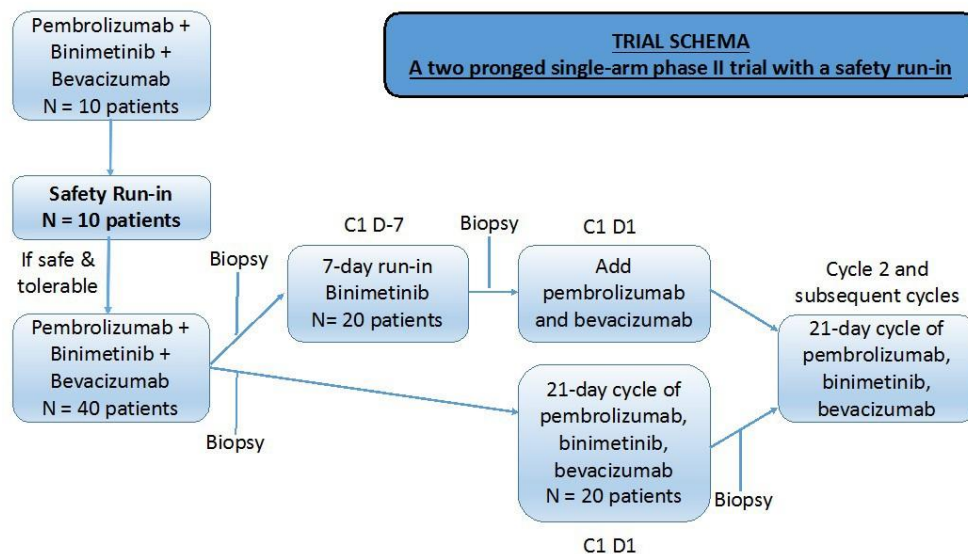 Pembrolizumab +
Binimetinib +
Bevacizumab
N = 10 patients
TRIAL SCHEMA
A two pronged single-arm phase II trial with a safety run-in
Safety Run-in
N = 10 patients
If safe &
tolerable
Pembrolizumab +
Binimetinib +
Bevacizumab
N = 40 patients
Biopsy
C1 D-7
7-day run-in
Binimetinib
N= 20 patients
Biopsy
C1 D1
Add
pembrolizumab
and bevacizumab
Biopsy
21-day cycle of
pembrolizumab,
binimetinib,
bevacizumab
N = 20 patients
C1 D1
Biopsy
Cycle 2 and
subsequent cycles
21-day cycle of
pembrolizumab,
binimetinib,
bevacizumab